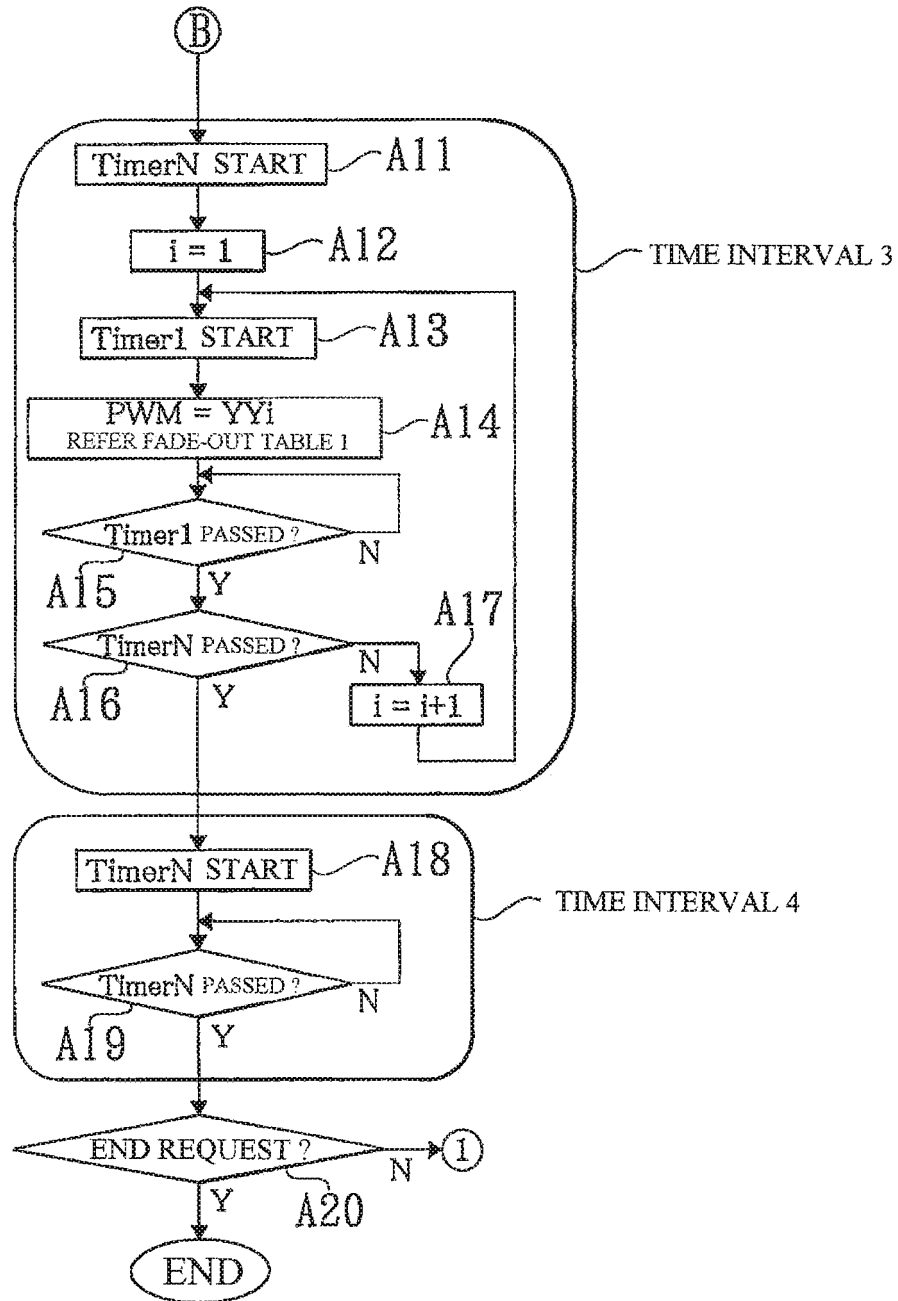 B
TimerN START
A11
i = 1
A12
TIME INTERVAL 3
Timer1 START
A13
PWM = YYi
REFER FADE-OUT TABLE 1
A14
Timer1 PASSED ?
N
A15
Y
A17
TimerN PASSED ?
N
A16
Y
i = i+1
TimerN START
A18
TIME INTERVAL 4
TimerN PASSED ?
N
A19
Y
END REQUEST ?
N
1
Y
A20
END